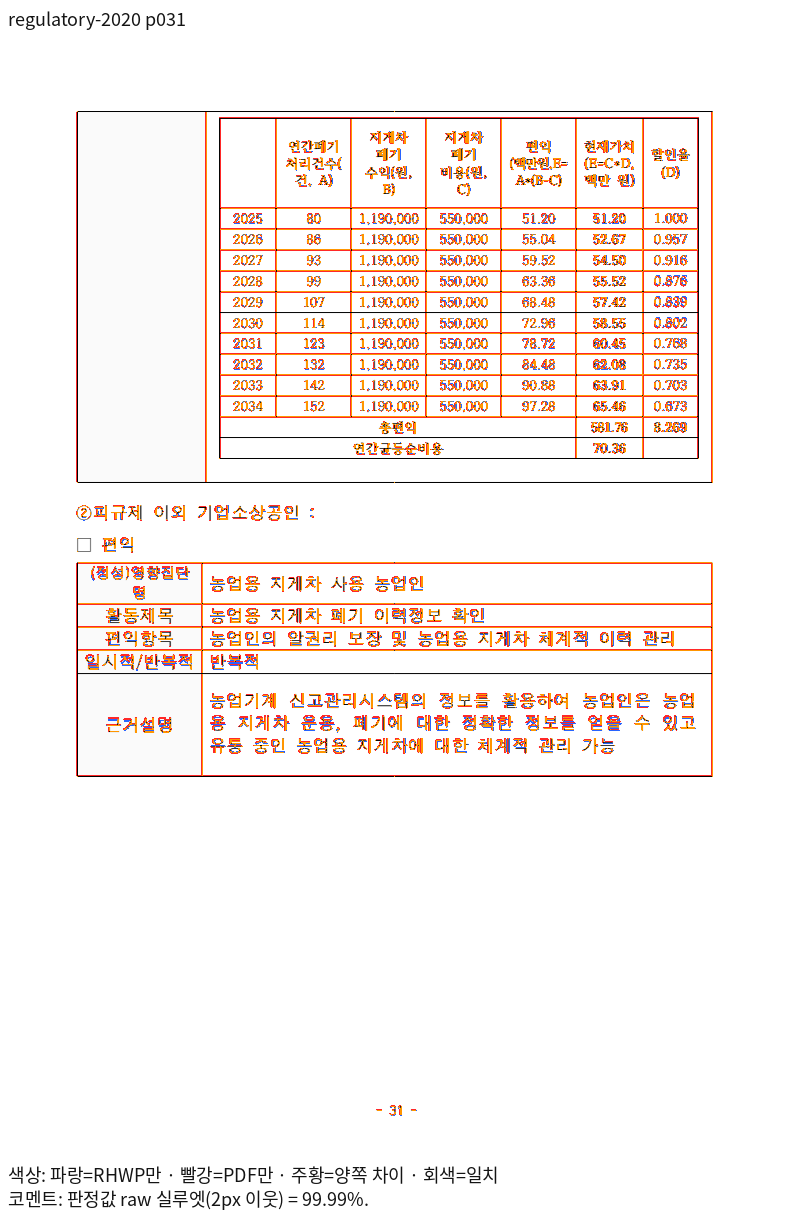 regulatory-2020 p031
연간폐기
처리건수(
건, A)
지게차
폐기
수익(원,
B)
지게차
폐기
비용(원,
C)
편익
(백만원,E=
A*(B-C)
현재가치
(E=C*D,
백만 원)
할인율
(D)
2025 80 1,190,000 550,000 51.20 51.20 1.000
2026 86 1,190,000 550,000 55.04 52.67 0.957
2027 93 1,190,000 550,000 59.52 54.50 0.916
2028 99 1,190,000 550,000 63.36 55.52 0.876
2029 107 1,190,000 550,000 68.48 57.42 0.839
2030 114 1,190,000 550,000 72.96 58.55 0.802
2031 123 1,190,000 550,000 78.72 60.45 0.768
2032 132 1,190,000 550,000 84.48 62.08 0.735
2033 142 1,190,000 550,000 90.88 63.91 0.703
2034 152 1,190,000 550,000 97.28 65.46 0.673
총편익 581.76 8.269
연간균등순비용 70.36
②피규제 이외 기업소상공인 :
□ 편익
(정성)영향집단
명
농업용 지게차 사용 농업인
활동제목 농업용 지게차 폐기 이력정보 확인
편익항목 농업인의 알권리 보장 및 농업용 지게차 체계적 이력 관리
일시적/반복적 반복적
근거설명
농업기계 신고관리시스템의 정보를 활용하여 농업인은 농업
용 지게차 운용, 폐기에 대한 정확한 정보를 얻을 수 있고
유통 중인 농업용 지게차에 대한 체계적 관리 가능
- 31 -
색상: 파랑=RHWP만 · 빨강=PDF만 · 주황=양쪽 차이 · 회색=일치
코멘트: 판정값 raw 실루엣(2px 이웃) = 99.99%.